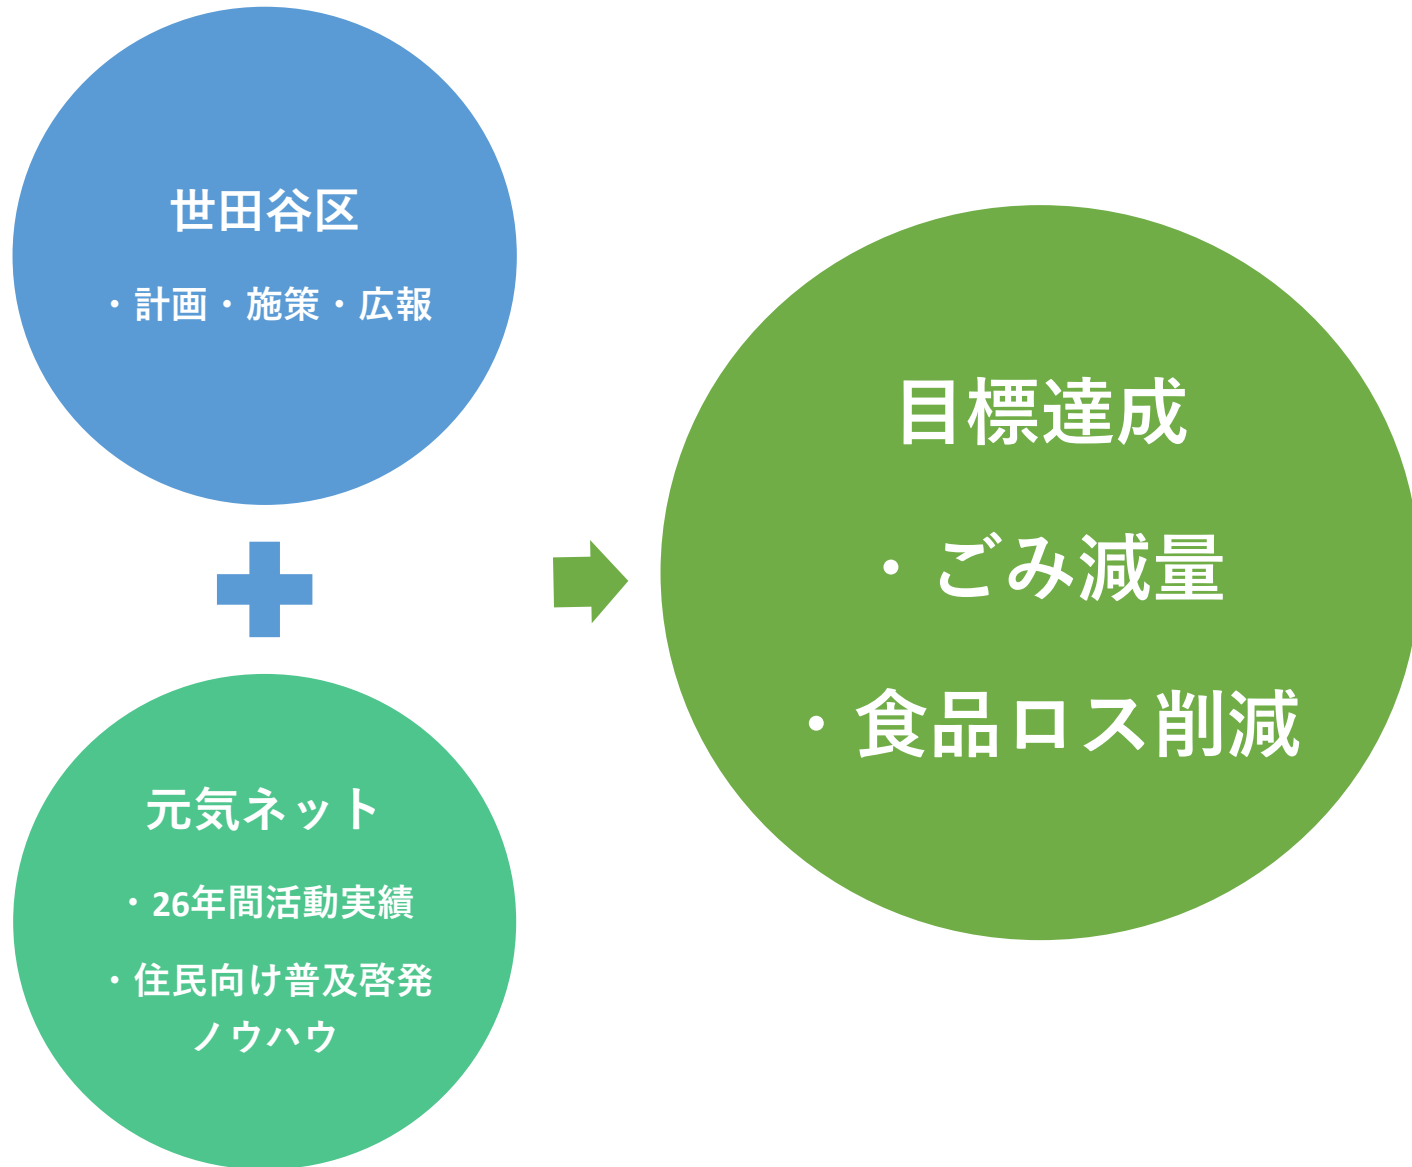 世田谷区
・計画・施策・広報
元気ネット
・26年間活動実績
・住民向け普及啓発
ノウハウ
目標達成
・ごみ減量
・食品ロス削減